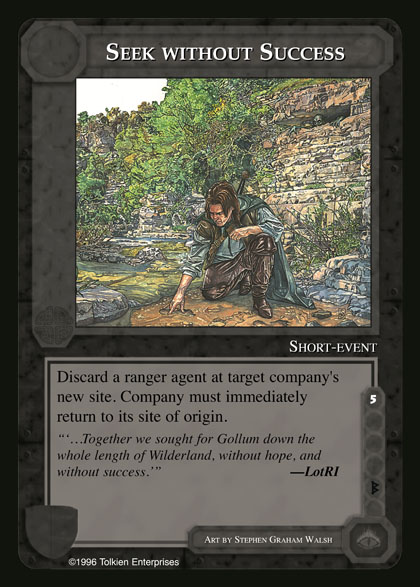 SEEK WITHOUT SUCCESS
SHORT-EVENT
Discard a ranger agent at target company's
new site. Company must immediately
return to its site of origin.
5
“‘…Together we sought for Gollum down the
whole length of Wilderland, without hope, and
without success.’” —LotRI
ART BY STEPHEN GRAHAM WALSH
©1996 Tolkien Enterprises